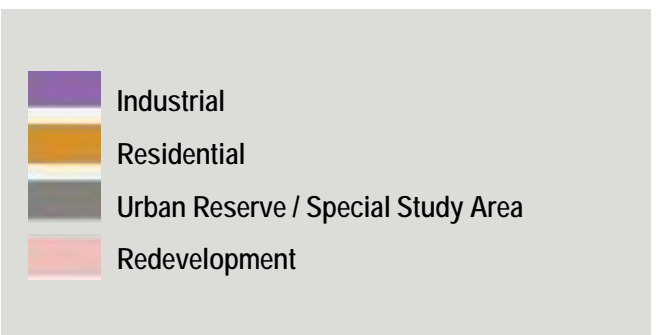 Industrial
Residential
Urban Reserve / Special Study Area
Redevelopment